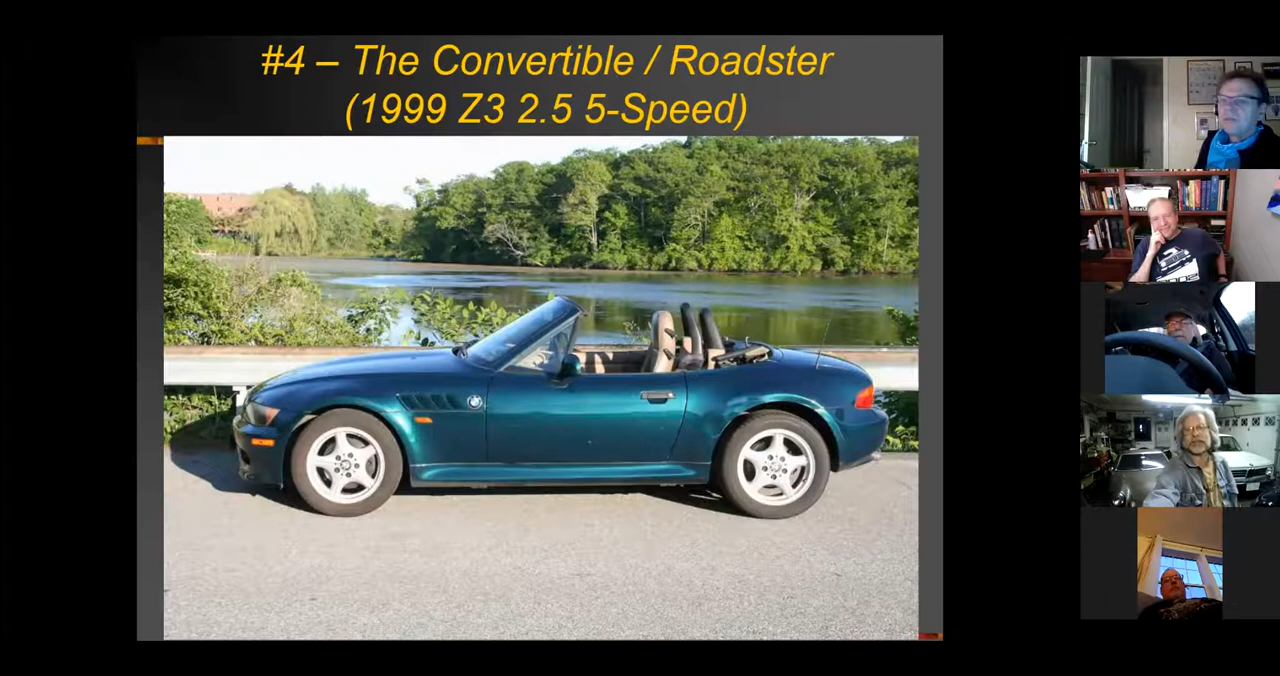 #4 – The Convertible / Roadster
(1999 Z3 2.5 5-Speed)